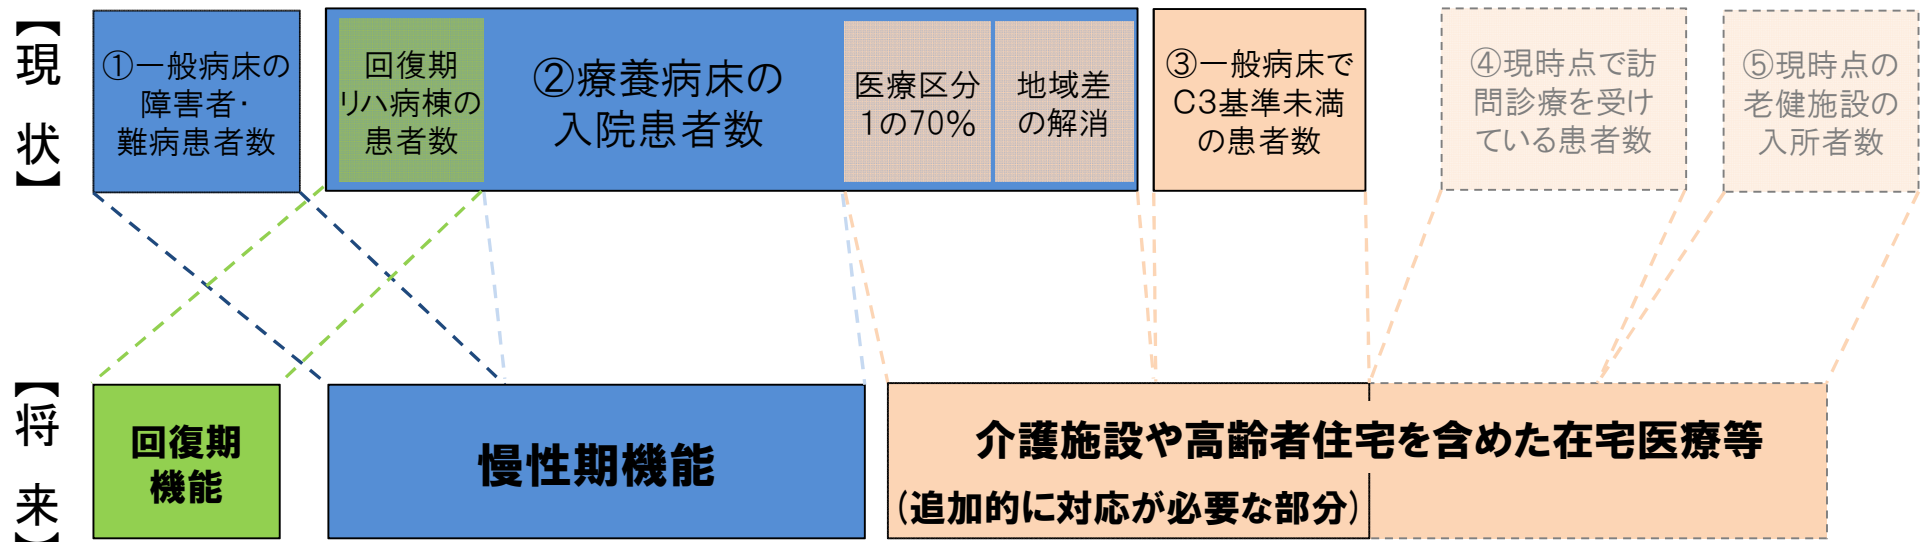 【現状】
①一般病床の
障害者・
難病患者数
回復期
リハ病棟の
患者数
②療養病床の
入院患者数
医療区分
1の70%
地域差
の解消
③一般病床で
C3基準未満
の患者数
④現時点で訪
問診療を受け
ている患者数
⑤現時点の
老健施設の
入所者数
【将来】
回復期
機能
慢性期機能
介護施設や高齢者住宅を含めた在宅医療等
(追加的に対応が必要な部分)